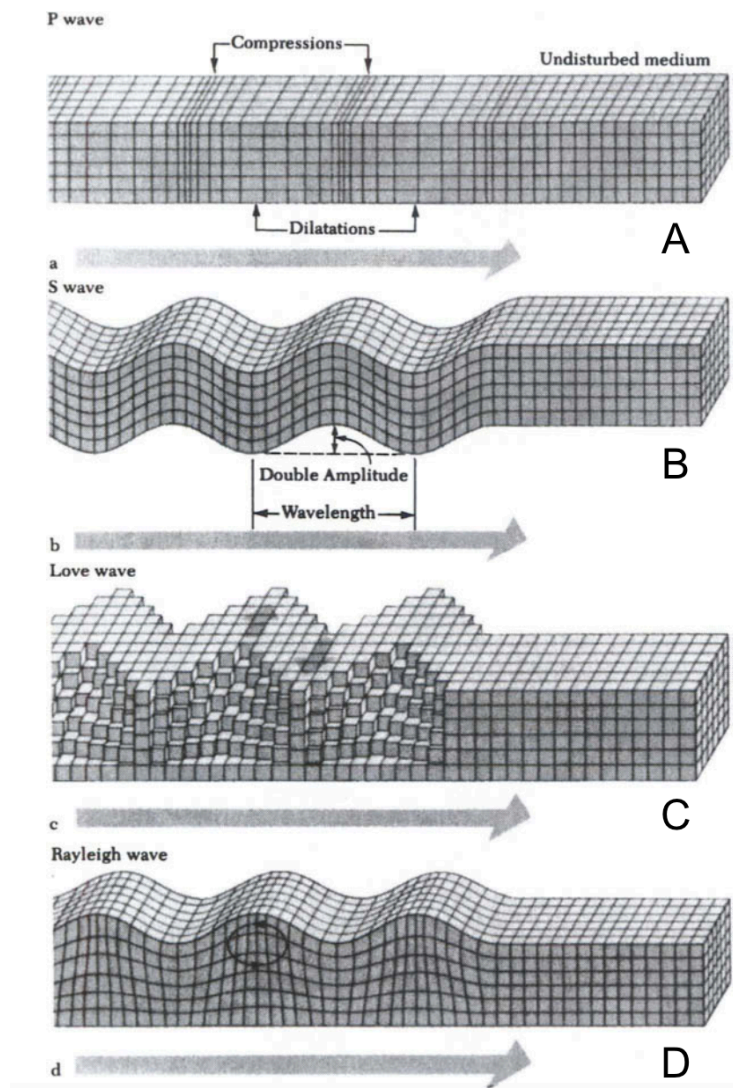 P wave
Compressions
Undisturbed medium
Dilatations
A
a
S wave
B
Double Amplitude
Wavelength
b
Love wave
C
c
Rayleigh wave
D
d